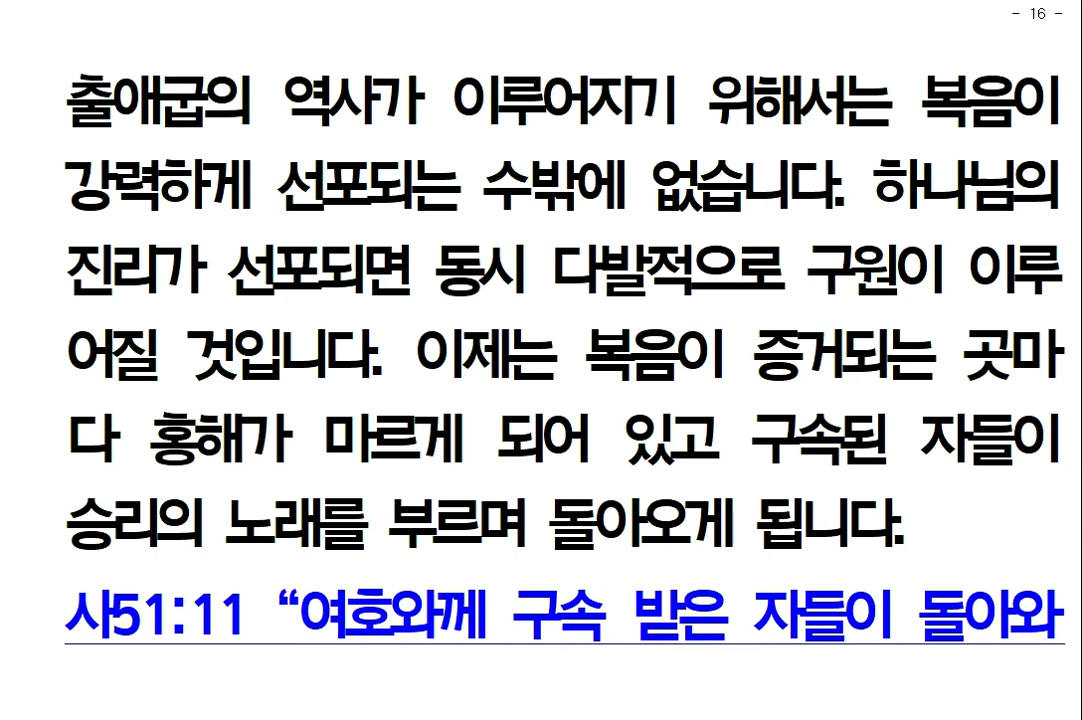 - 16 -
출애굽의 역사가 이루어지기 위해서는 복음이
강력하게 선포되는 수밖에 없습니다. 하나님의
진리가 선포되면 동시 다발적으로 구원이 이루
어질 것입니다. 이제는 복음이 증거되는 곳마
다 홍해가 마르게 되어 있고 구속된 자들이
승리의 노래를 부르며 돌아오게 됩니다.
사51:11 “여호와께 구속 받은 자들이 돌아와